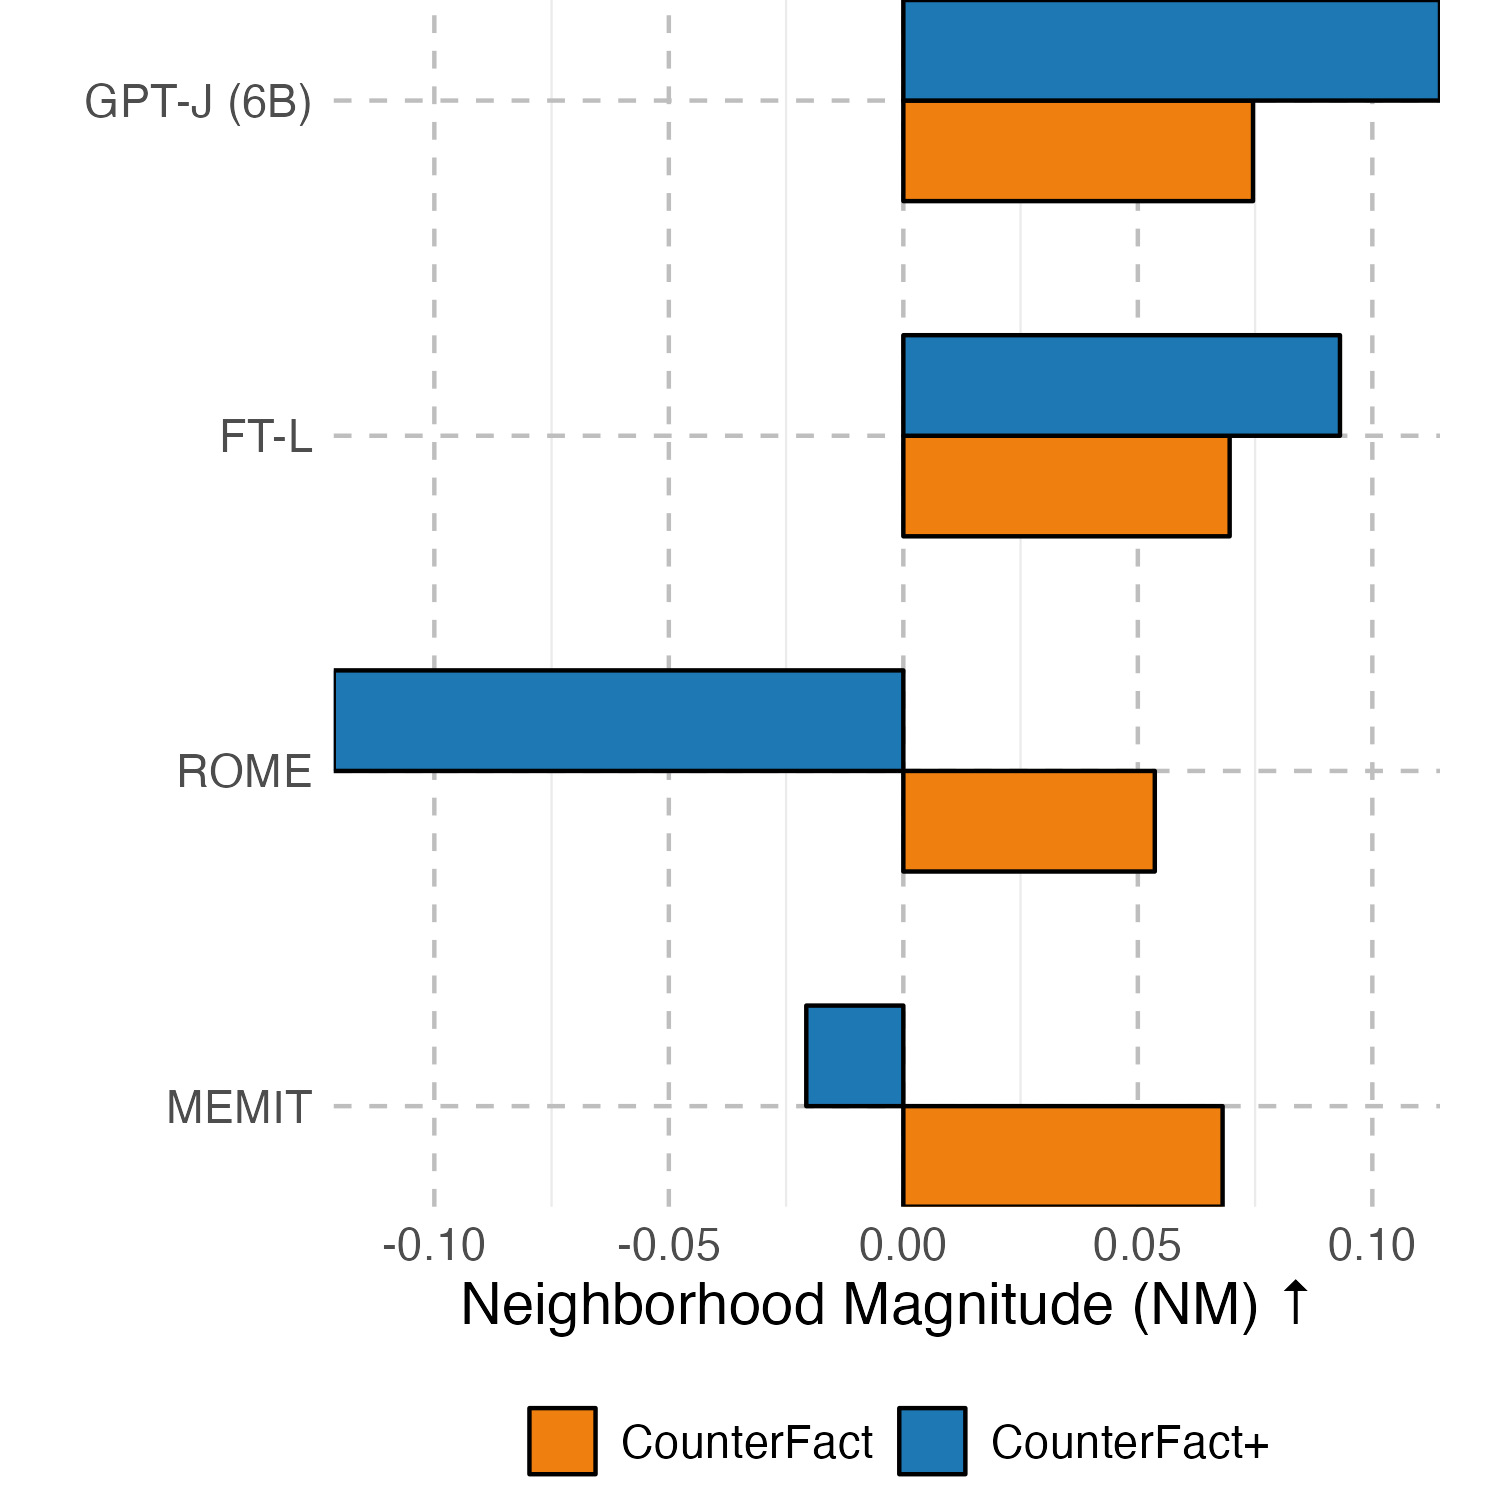 GPT-J (6B)
FT-L
ROME
MEMIT
-0.10 -0.05 0.00 0.05 0.10
Neighborhood Magnitude (NM) ↑
CounterFact CounterFact+